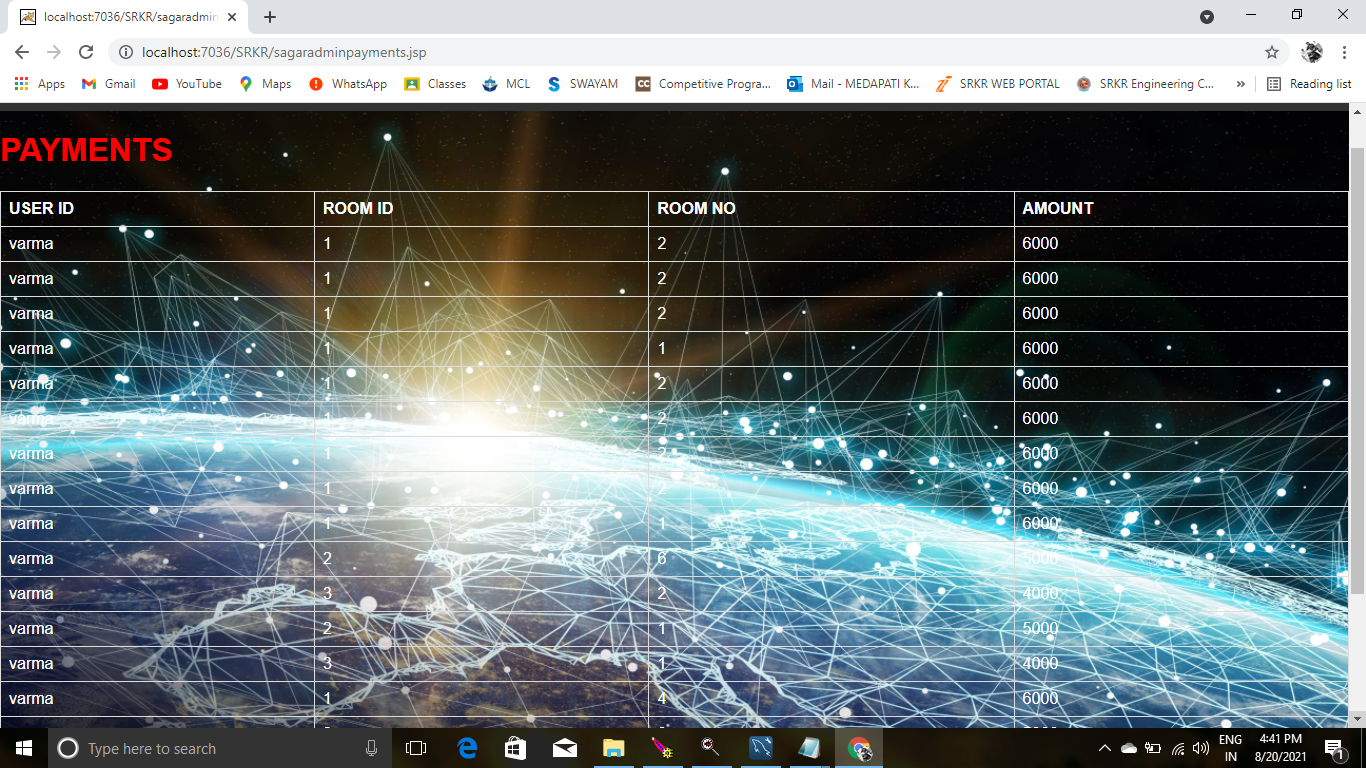 localhost:7036/SRKR/sagaradmin
localhost:7036/SRKR/sagaradminpayments.jsp
Apps Gmail YouTube Maps WhatsApp Classes MCL SWAYAM Competitive Progra... Mail - MEDAPATI K... SRKR WEB PORTAL SRKR Engineering C... » Reading list
PAYMENTS
USER ID ROOM ID ROOM NO AMOUNT
varma 1 2 6000
varma 1 2 6000
varma 1 2 6000
varma 1 1 6000
varma 1 2 6000
varma 1 2 6000
varma 1 2 6000
varma 1 2 6000
varma 1 1 6000
varma 2 6 5000
varma 3 2 4000
varma 2 1 5000
varma 3 1 4000
varma 1 4 6000
Type here to search
ENG
IN
4:41 PM
8/20/2021
1